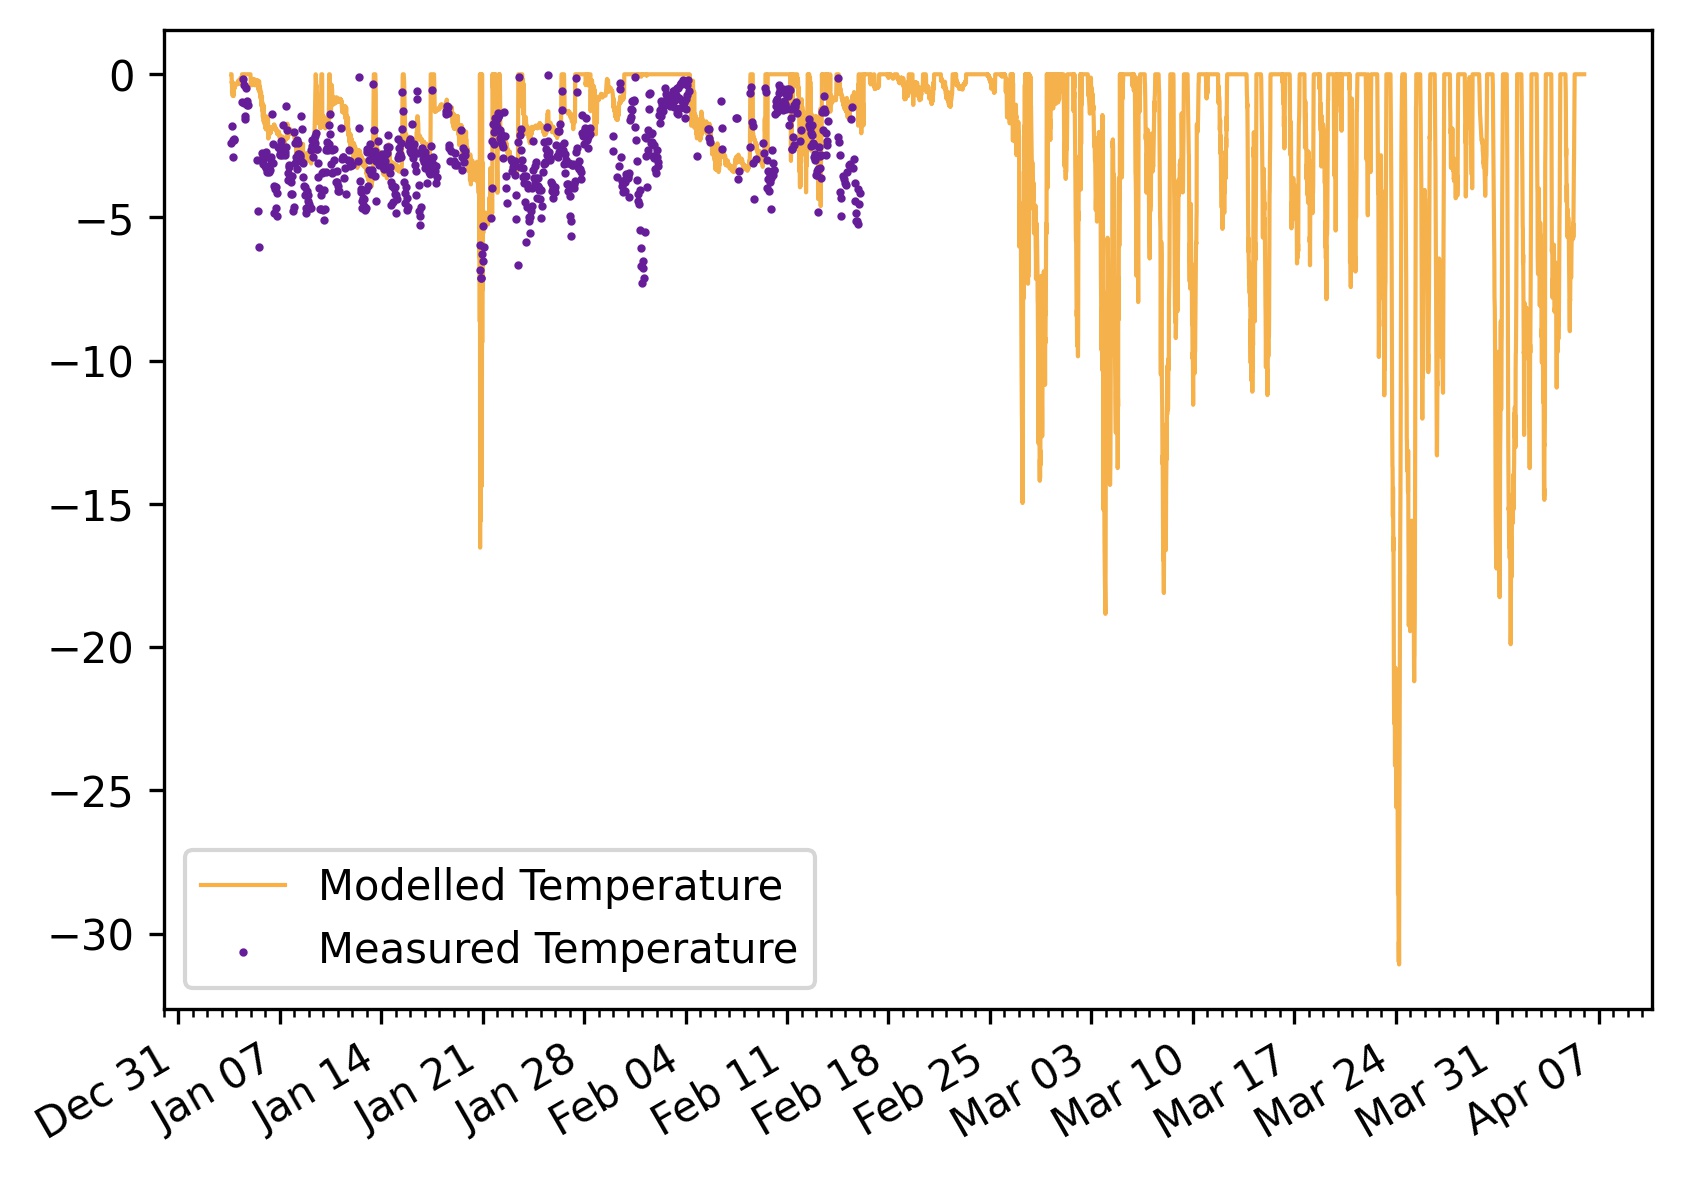 0
−5
−10
−15
−20
−25
−30
Modelled Temperature
Measured Temperature
Dec 31
Jan 07
Jan 14
Jan 21
Jan 28
Feb 04
Feb 11
Feb 18
Feb 25
Mar 03
Mar 10
Mar 17
Mar 24
Mar 31
Apr 07